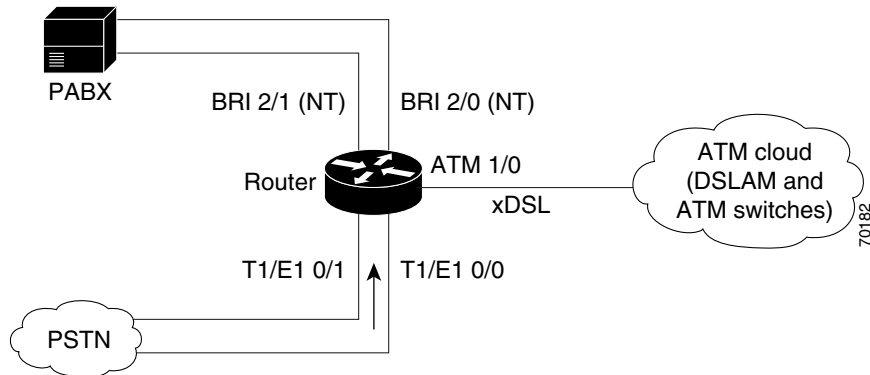 PABX
BRI 2/1 (NT)
BRI 2/0 (NT)
Router
ATM 1/0
xDSL
ATM cloud
(DSLAM and
ATM switches)
70182
T1/E1 0/1
T1/E1 0/0
PSTN